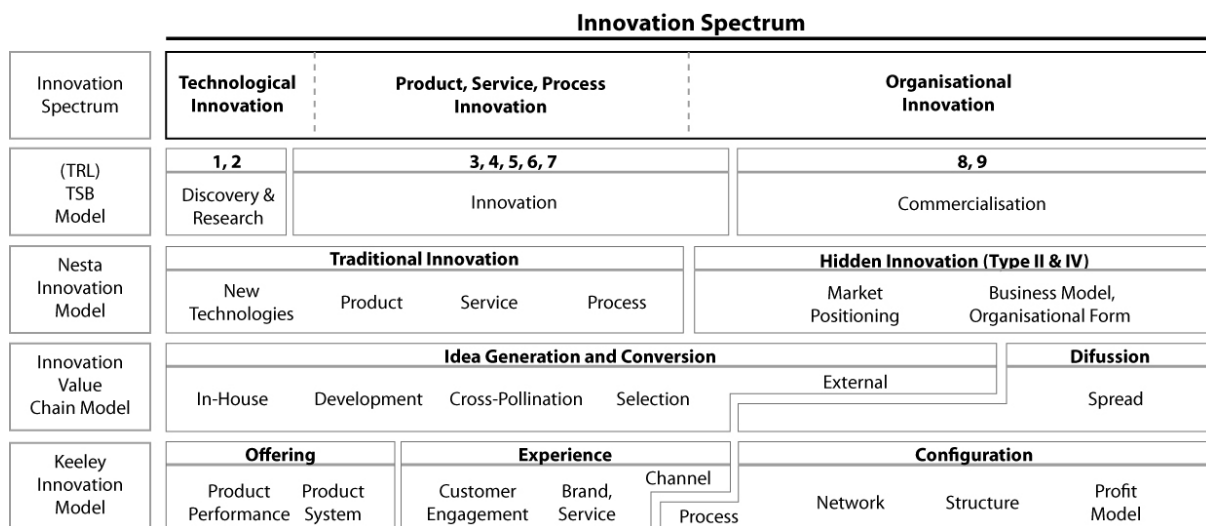 Innovation Spectrum
Innovation
Spectrum
Technological
Innovation
Product, Service, Process
Innovation
Organisational
Innovation
(TRL)
TSB
Model
1, 2
Discovery &
Research
3, 4, 5, 6, 7
Innovation
8, 9
Commercialisation
Nesta
Innovation
Model
Traditional Innovation
New
Technologies
Product
Service
Process
Hidden Innovation (Type II & IV)
Market
Positioning
Business Model,
Organisational Form
Innovation
Value
Chain Model
Idea Generation and Conversion
In-House
Development
Cross-Pollination
Selection
External
Difussion
Spread
Keeley
Innovation
Model
Offering
Product
Performance
Product
System
Experience
Customer
Engagement
Brand,
Service
Channel
Configuration
Process
Network
Structure
Profit
Model